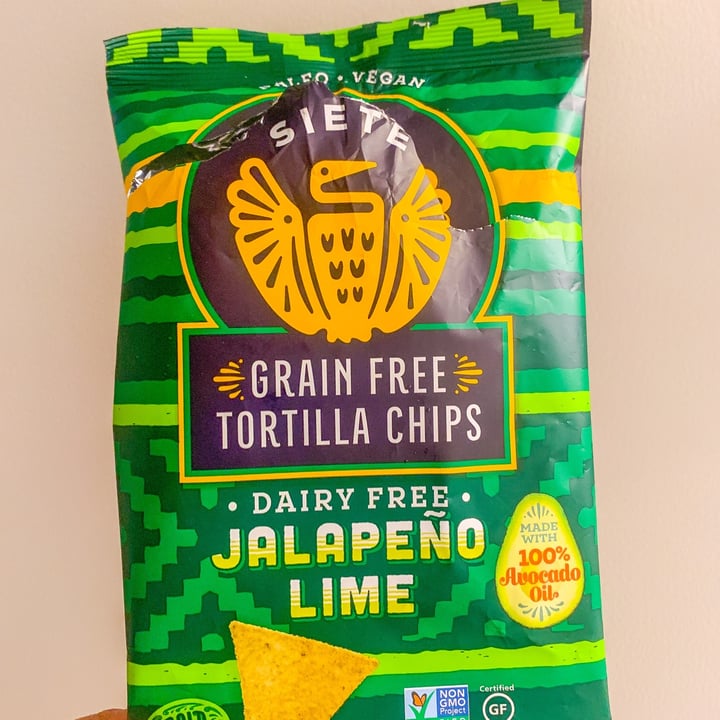 PALEO • VEGAN
SIETE
GRAIN FREE
TORTILLA CHIPS
• DAIRY FREE •
JALAPEÑO
LIME
MADE
WITH
100%
Avocado
Oil
NON
GMO
Project
Certified
GF